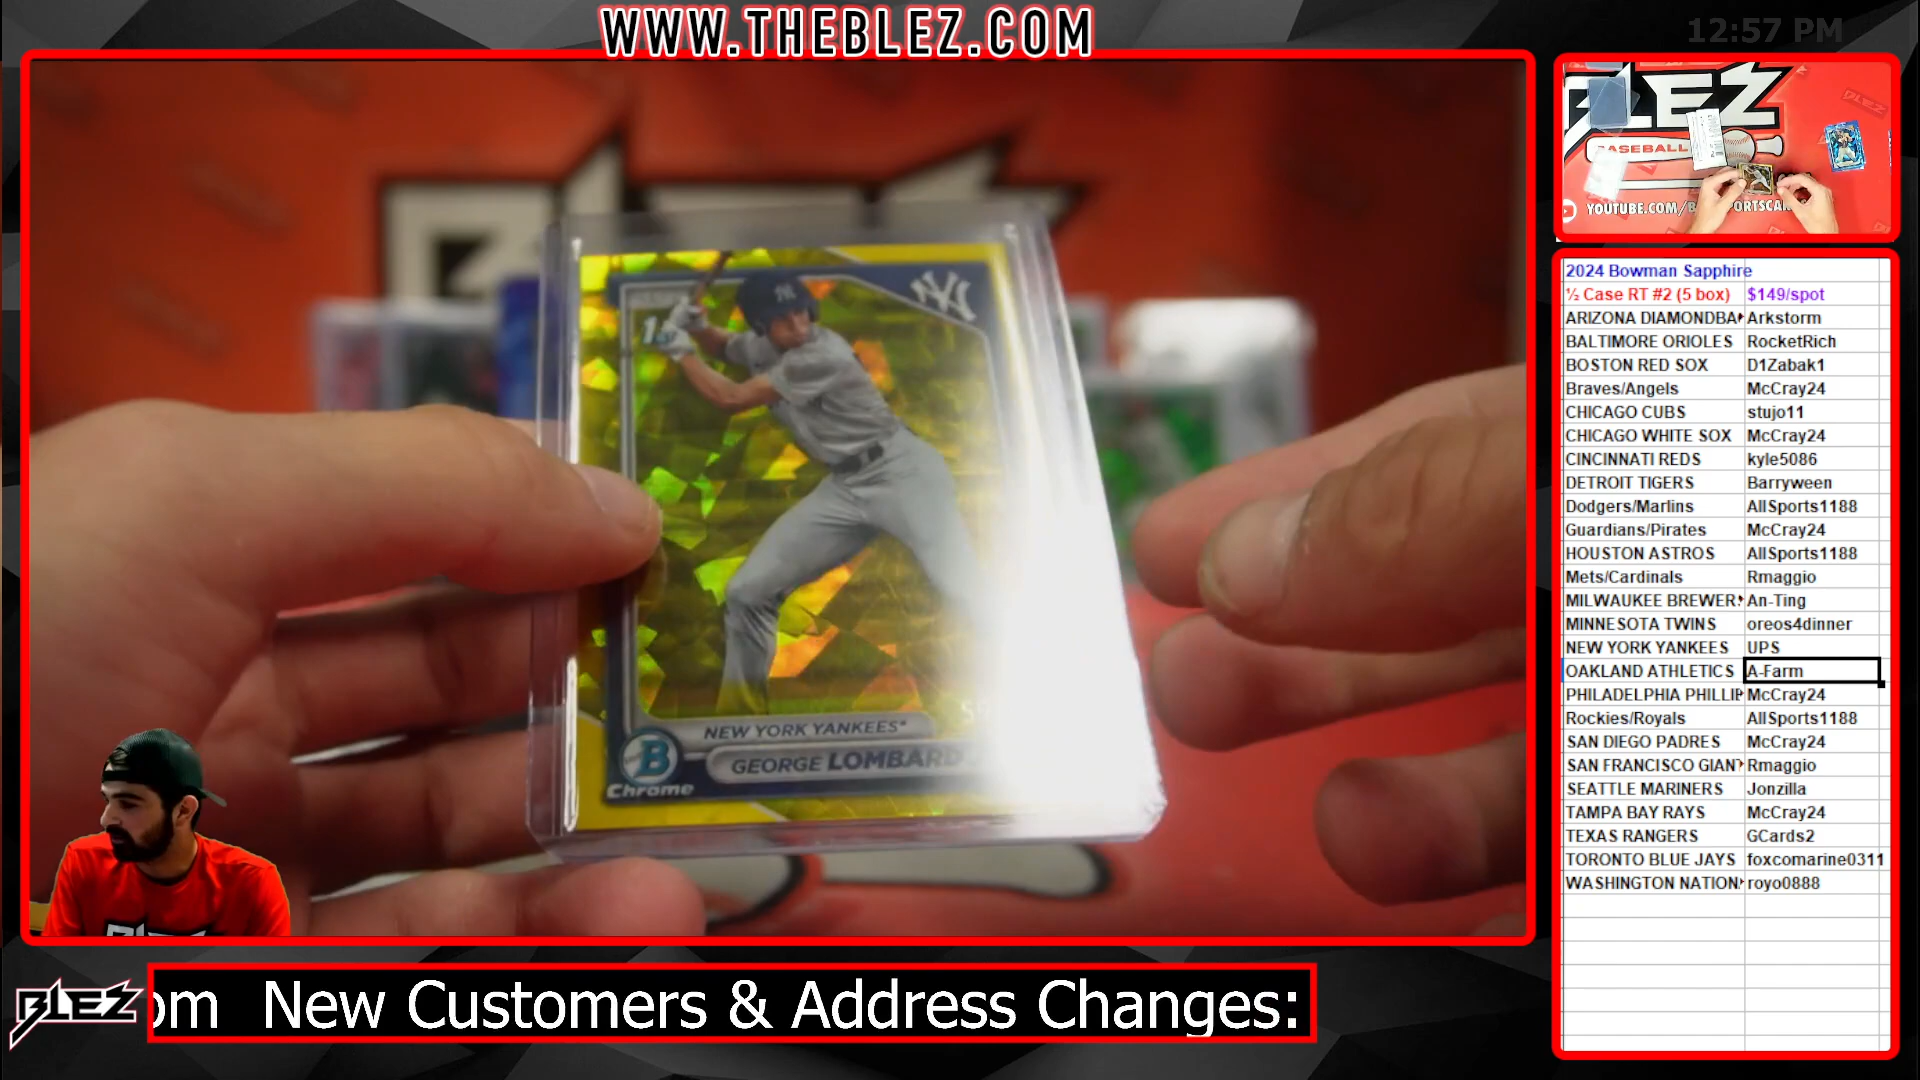 WWW.THEBLEZ.COM
12:57 PM
BLEZ
BASEBALL
YOUTUBE.COM/
1st
NY
NEW YORK YANKEES
GEORGE LOMBARD
B
Chrome
2024 Bowman Sapphire
½ Case RT #2 (5 box) $149/spot
ARIZONA DIAMONDBA Arkstorm
BALTIMORE ORIOLES RocketRich
BOSTON RED SOX D1Zabak1
Braves/Angels McCray24
CHICAGO CUBS stujo11
CHICAGO WHITE SOX McCray24
CINCINNATI REDS kyle5086
DETROIT TIGERS Barryween
Dodgers/Marlins AllSports1188
Guardians/Pirates McCray24
HOUSTON ASTROS AllSports1188
Mets/Cardinals Rmaggio
MILWAUKEE BREWER An-Ting
MINNESOTA TWINS oreos4dinner
NEW YORK YANKEES UPS
OAKLAND ATHLETICS A-Farm
PHILADELPHIA PHILLI McCray24
Rockies/Royals AllSports1188
SAN DIEGO PADRES McCray24
SAN FRANCISCO GIAN Rmaggio
SEATTLE MARINERS Jonzilla
TAMPA BAY RAYS McCray24
TEXAS RANGERS GCards2
TORONTO BLUE JAYS foxcomarine0311
WASHINGTON NATION royo0888
BLEZ
om New Customers & Address Changes: